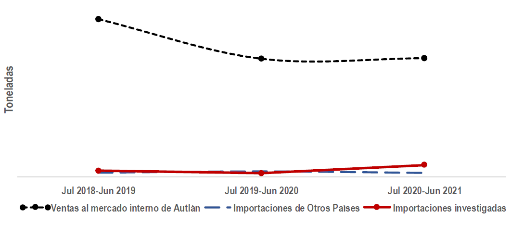 Toneladas
Jul 2018-Jun 2019 Jul 2019-Jun 2020 Jul 2020-Jun 2021
Ventas al mercado interno de Autlán Importaciones de Otros Países Importaciones investigadas